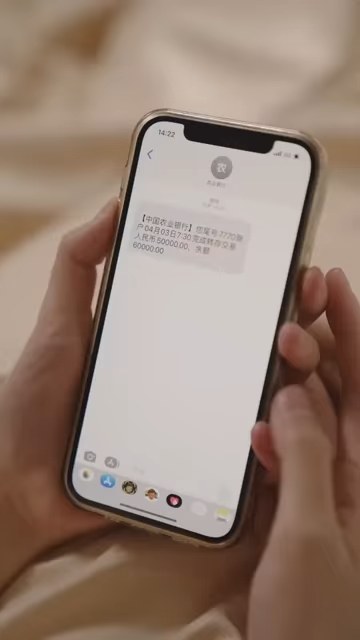 14:22
农
【中国农业银行】您尾号7770账
户04月03日7:30完成转存交易
人民币50000.00，余额
60000.00